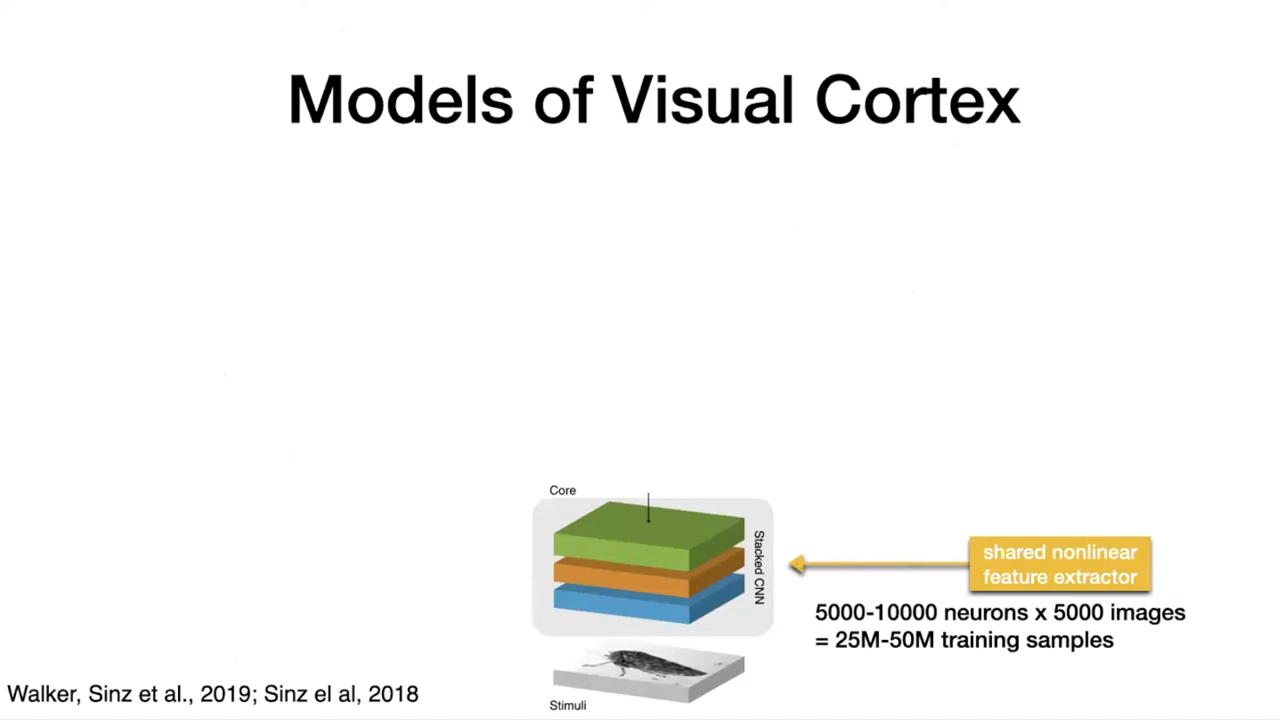 Models of Visual Cortex
Core
Stacked CNN
shared nonlinear
feature extractor
5000-10000 neurons x 5000 images
= 25M-50M training samples
Walker, Sinz et al., 2019; Sinz el al, 2018
Stimuli